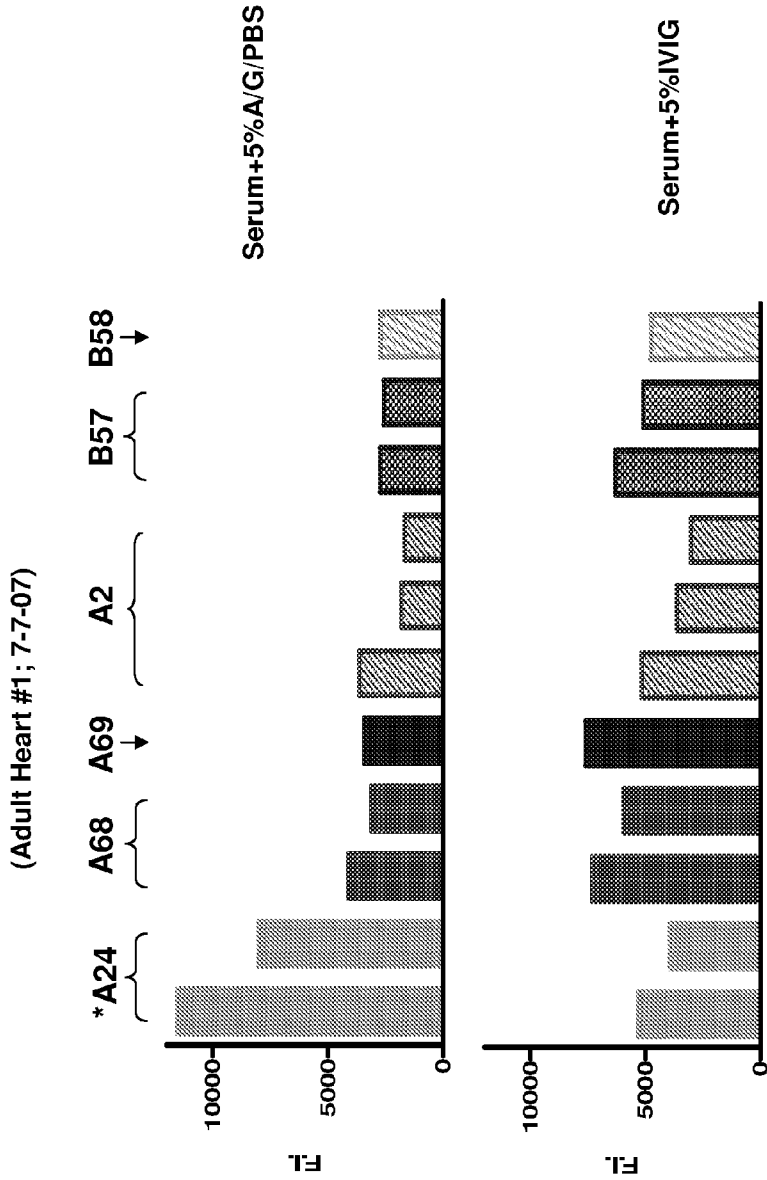 (Adult Heart #1; 7-7-07)
*A24 A68 A69 A2 B57 B58
F.I.
10000
5000
0
Serum+5%A/G/PBS
F.I.
10000
5000
0
Serum+5%IVIG